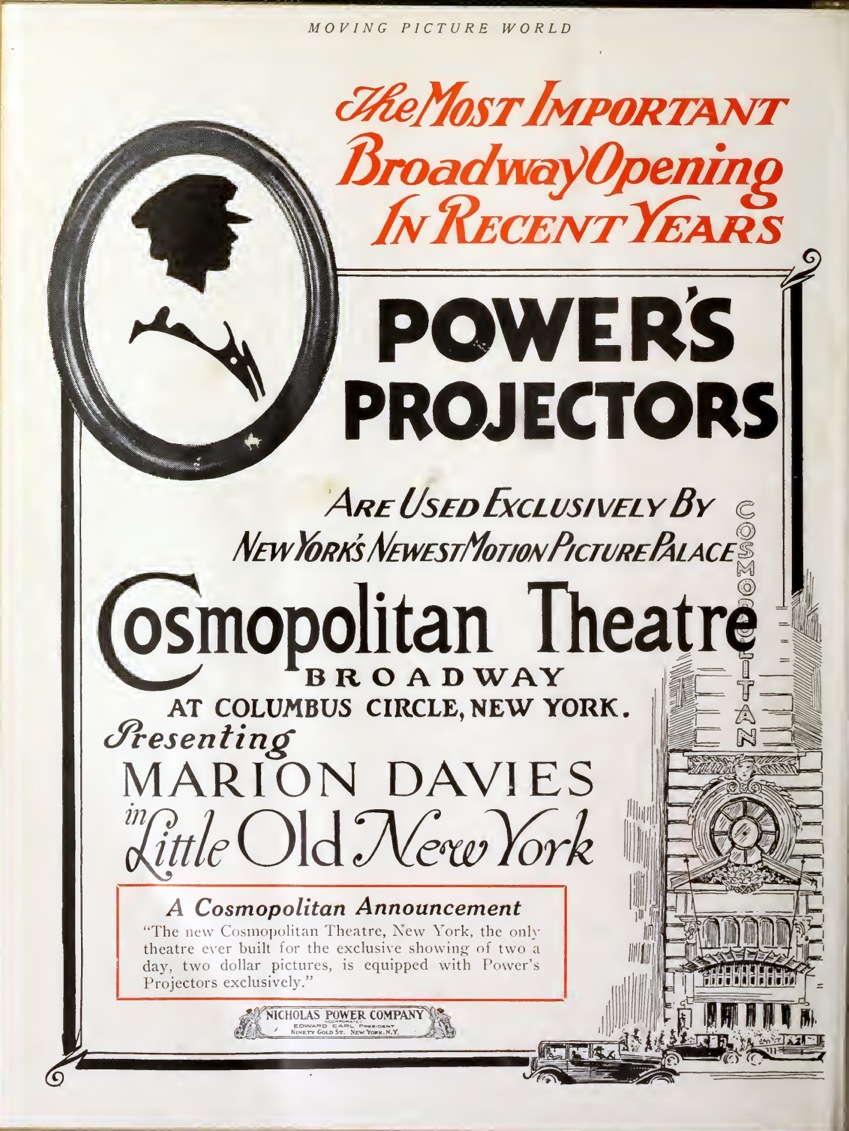 MOVING PICTURE WORLD
The MOST IMPORTANT
Broadway Opening
IN RECENT YEARS
POWER'S
PROJECTORS
ARE USED EXCLUSIVELY BY
NEW YORK'S NEWEST MOTION PICTURE PALACE
COSMOPOLITAN
Cosmopolitan Theatre
BROADWAY
AT COLUMBUS CIRCLE, NEW YORK.
Presenting
MARION DAVIES
in
Little Old New York
A Cosmopolitan Announcement
“The new Cosmopolitan Theatre, New York, the only
theatre ever built for the exclusive showing of two a
day, two dollar pictures, is equipped with Power's
Projectors exclusively.”
NICHOLAS POWER COMPANY
INCORPORATED
EDWARD EARL PRESIDENT
NINETY GOLD ST. NEW YORK, N.Y.